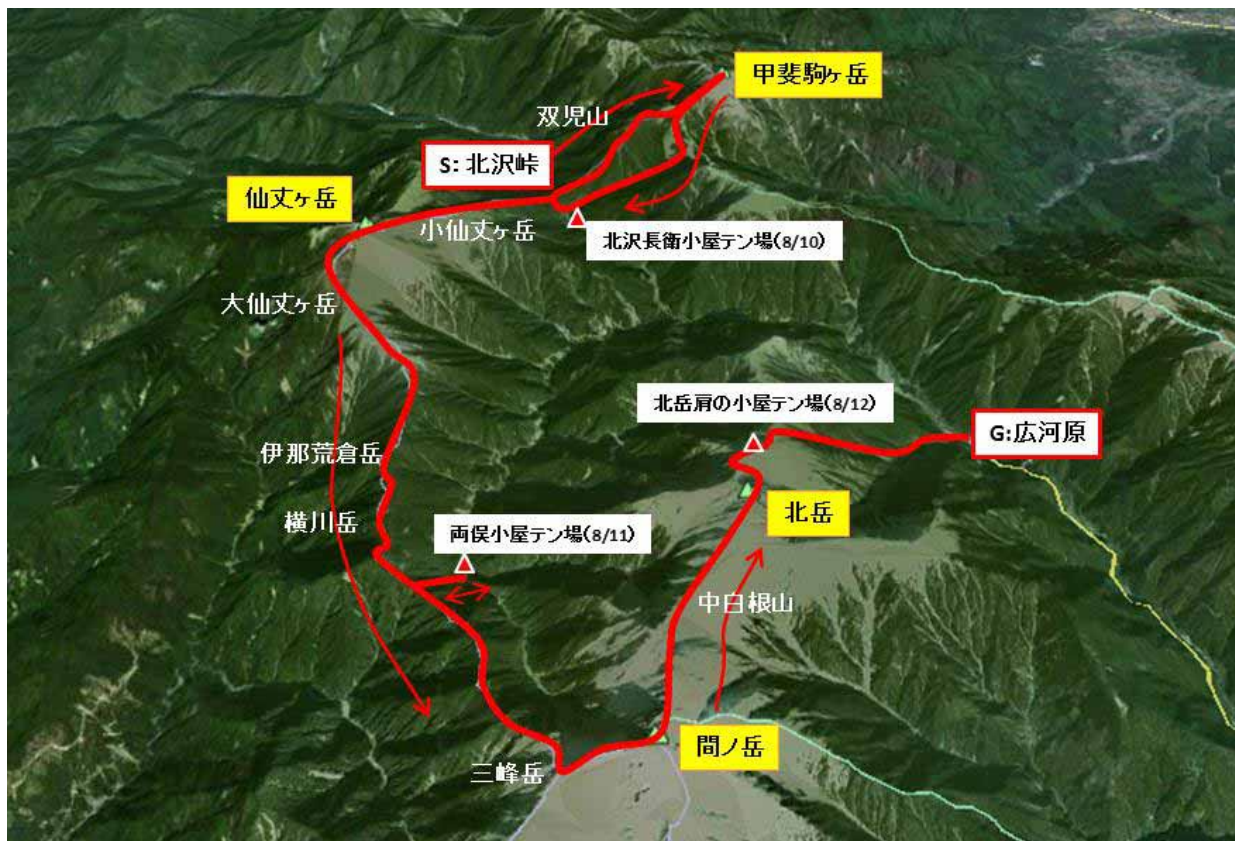 甲斐駒ヶ岳
双児山
S: 北沢峠
仙丈ヶ岳
小仙丈ヶ岳
北沢長衛小屋テン場(8/10)
大仙丈ヶ岳
北岳肩の小屋テン場(8/12)
G:広河原
伊那荒倉岳
北岳
横川岳
両俣小屋テン場(8/11)
中白根山
間ノ岳
三峰岳